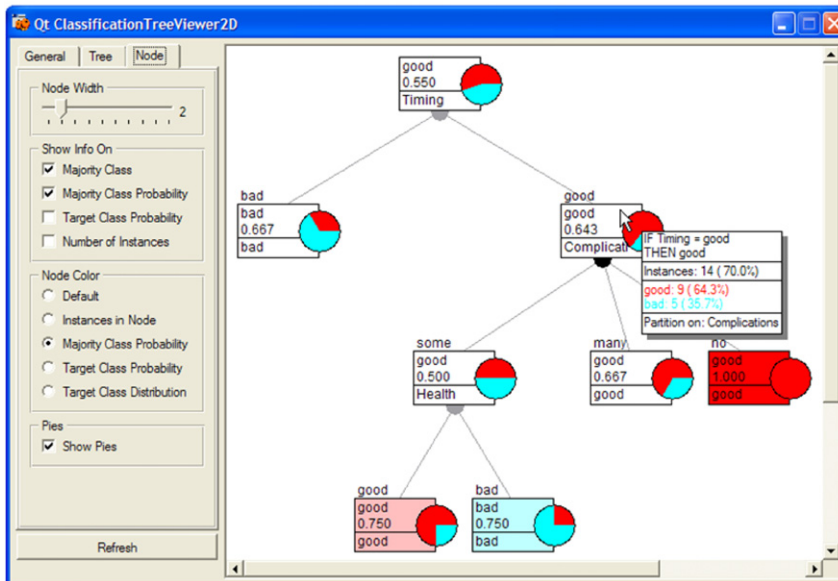 Qt ClassificationTreeViewer2D
General Tree Node
Node Width
2
Show Info On
Majority Class
Majority Class Probability
Target Class Probability
Number of Instances
Node Color
Default
Instances in Node
Majority Class Probability
Target Class Probability
Target Class Distribution
Pies
Show Pies
Refresh
good
0.550
Timing
bad
bad
0.667
bad
good
good
0.643
Complicati
IF Timing = good
THEN good
Instances: 14 (70.0%)
good: 9 (64.3%)
bad: 5 (35.7%)
Partition on: Complications
some
good
0.500
Health
many
good
0.667
good
no
good
1.000
good
good
good
0.750
good
bad
bad
0.750
bad